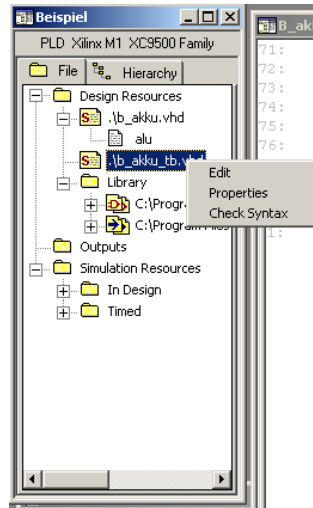 Beispiel
PLD Xilinx M1 XC9500 Family
File Hierarchy
Design Resources
.\b_akku.vhd
alu
.\b_akku_tb.vhd
Library
C:\Progra
C:\Program Files
Outputs
Simulation Resources
In Design
Timed
Edit
Properties
Check Syntax
B_ak
71:
72:
73:
74:
75:
76: